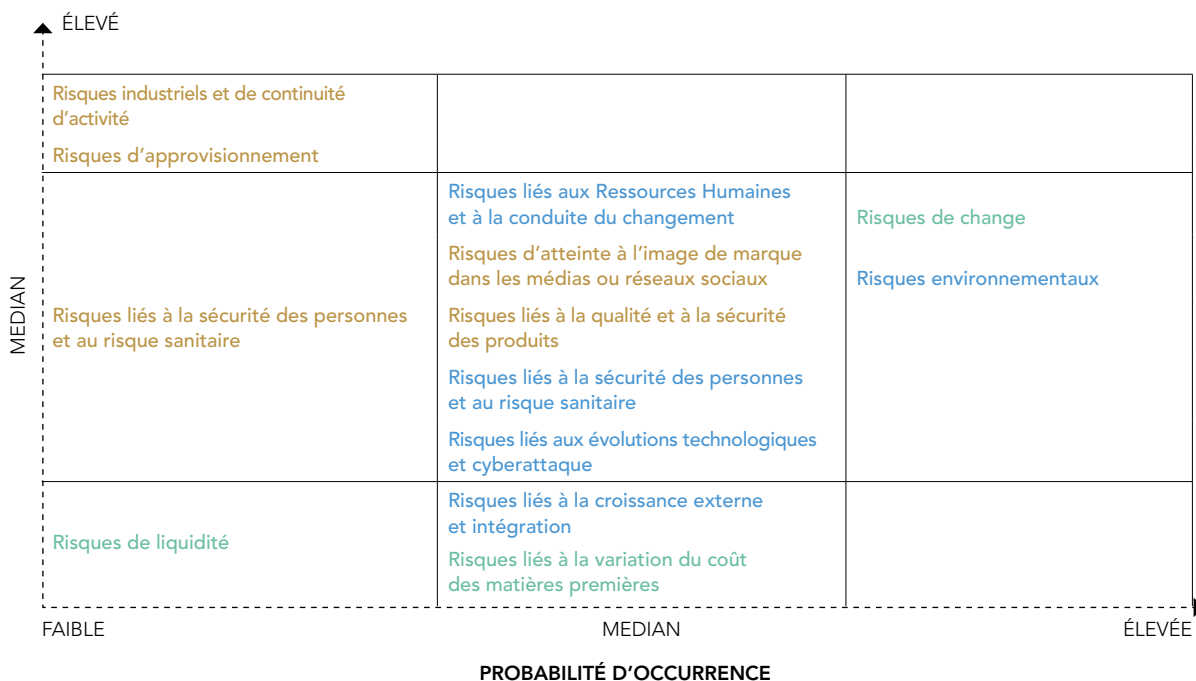 ÉLEVÉ
Risques industriels et de continuité
d’activité
Risques d’approvisionnement
MEDIAN
Risques liés à la sécurité des personnes
et au risque sanitaire
Risques liés aux Ressources Humaines
et à la conduite du changement
Risques d’atteinte à l’image de marque
dans les médias ou réseaux sociaux
Risques liés à la qualité et à la sécurité
des produits
Risques liés à la sécurité des personnes
et au risque sanitaire
Risques liés aux évolutions technologiques
et cyberattaque
Risques de change
Risques environnementaux
Risques de liquidité
Risques liés à la croissance externe
et intégration
Risques liés à la variation du coût
des matières premières
FAIBLE
MEDIAN
ÉLEVÉE
PROBABILITÉ D’OCCURRENCE